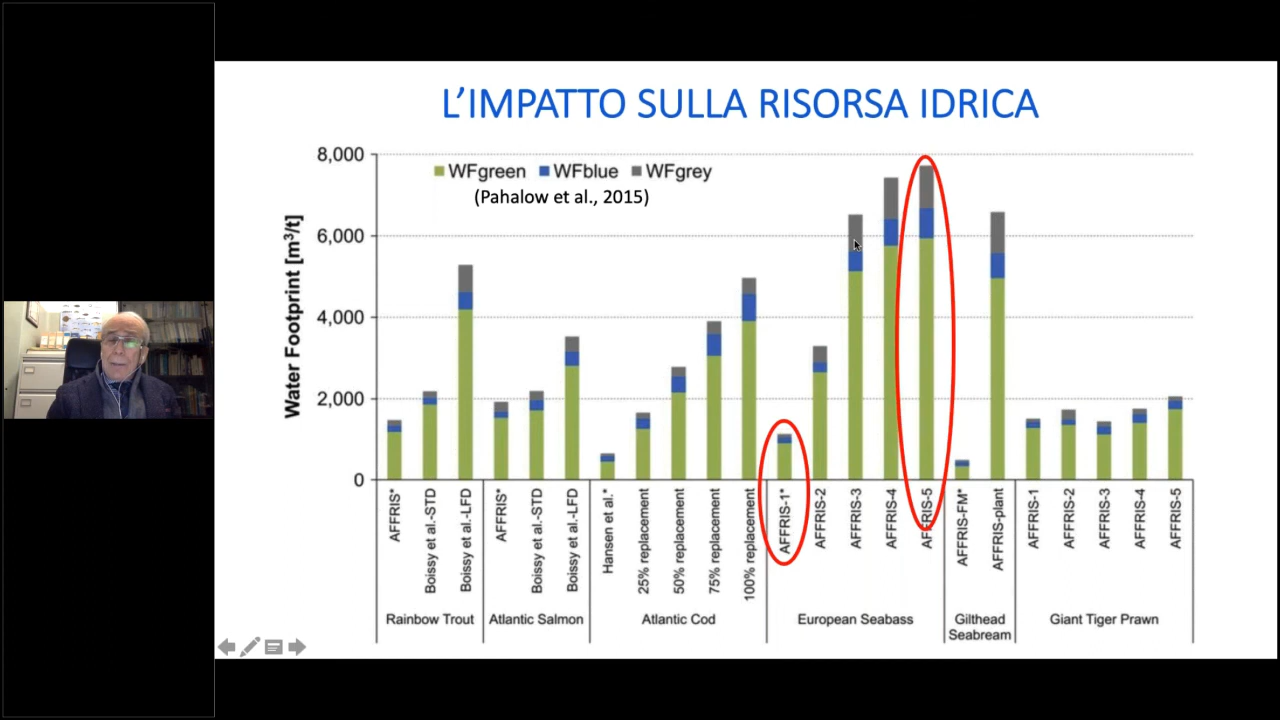 L'IMPATTO SULLA RISORSA IDRICA
8,000
6,000
4,000
2,000
0
Water Footprint [m³/t]
WFgreen WFblue WFgrey
(Pahalow et al., 2015)
AFFRIS*
Boissy et al.-STD
Boissy et al.-LFD
AFFRIS*
Boissy et al.-STD
Boissy et al.-LFD
Hansen et al.*
25% replacement
50% replacement
75% replacement
100% replacement
AFFRIS-1*
AFFRIS-2
AFFRIS-3
AFFRIS-4
AFFRIS-5
AFFRIS-FM*
AFFRIS-plant
AFFRIS-1
AFFRIS-2
AFFRIS-3
AFFRIS-4
AFFRIS-5
Rainbow Trout
Atlantic Salmon
Atlantic Cod
European Seabass
Gilthead
Seabream
Giant Tiger Prawn